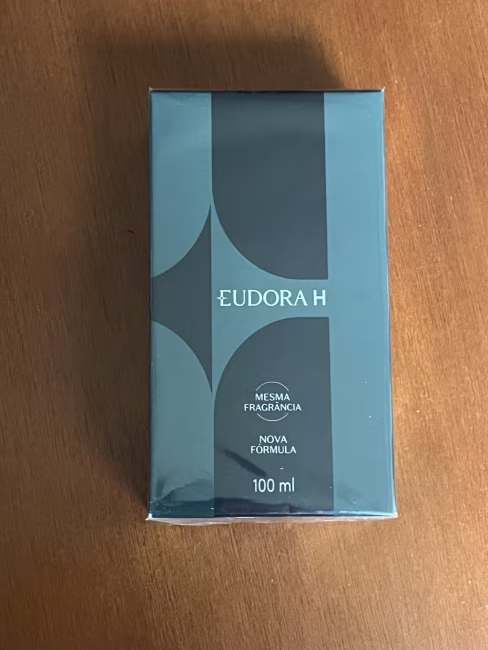 EUDORA H
MESMA
FRAGRÂNCIA
NOVA
FÓRMULA
100 ml